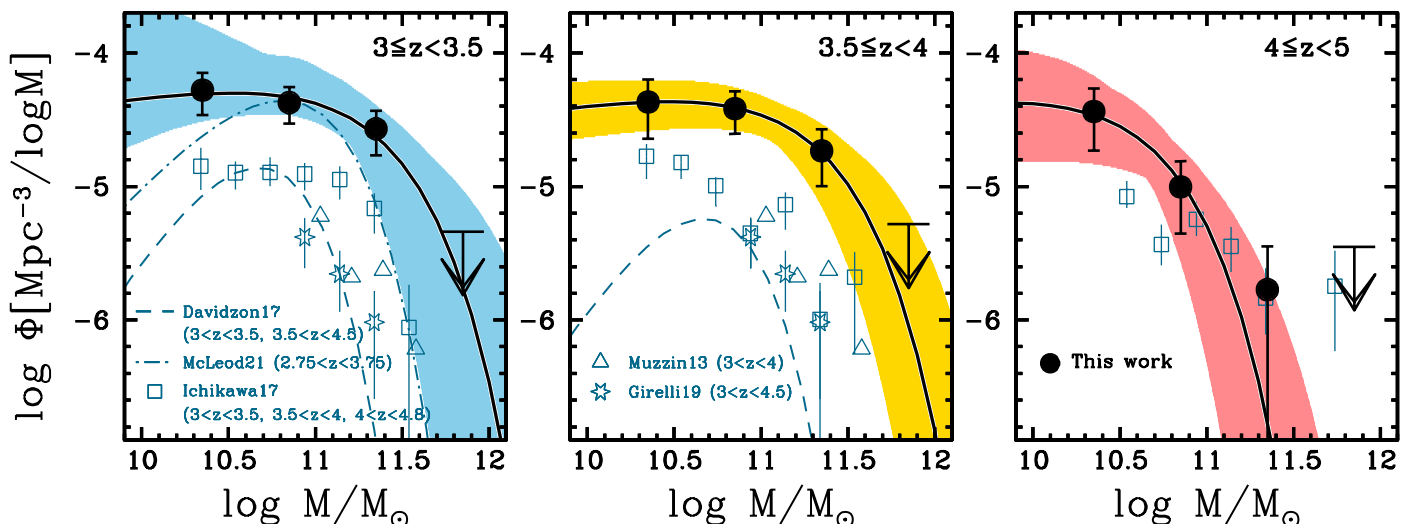 3≦z<3.5
3.5≦z<4
4≦z<5
log Φ[Mpc⁻³/logM]
-4
-5
-6
-4
-5
-6
-4
-5
-6
Davidzon17
(3<z<3.5, 3.5<z<4.5)
McLeod21 (2.75<z<3.75)
Ichikawa17
(3<z<3.5, 3.5<z<4, 4<z<4.8)
Muzzin13 (3<z<4)
Girelli19 (3<z<4.5)
This work
10 10.5 11 11.5 12
10 10.5 11 11.5 12
10 10.5 11 11.5 12
log M/M⊙
log M/M⊙
log M/M⊙